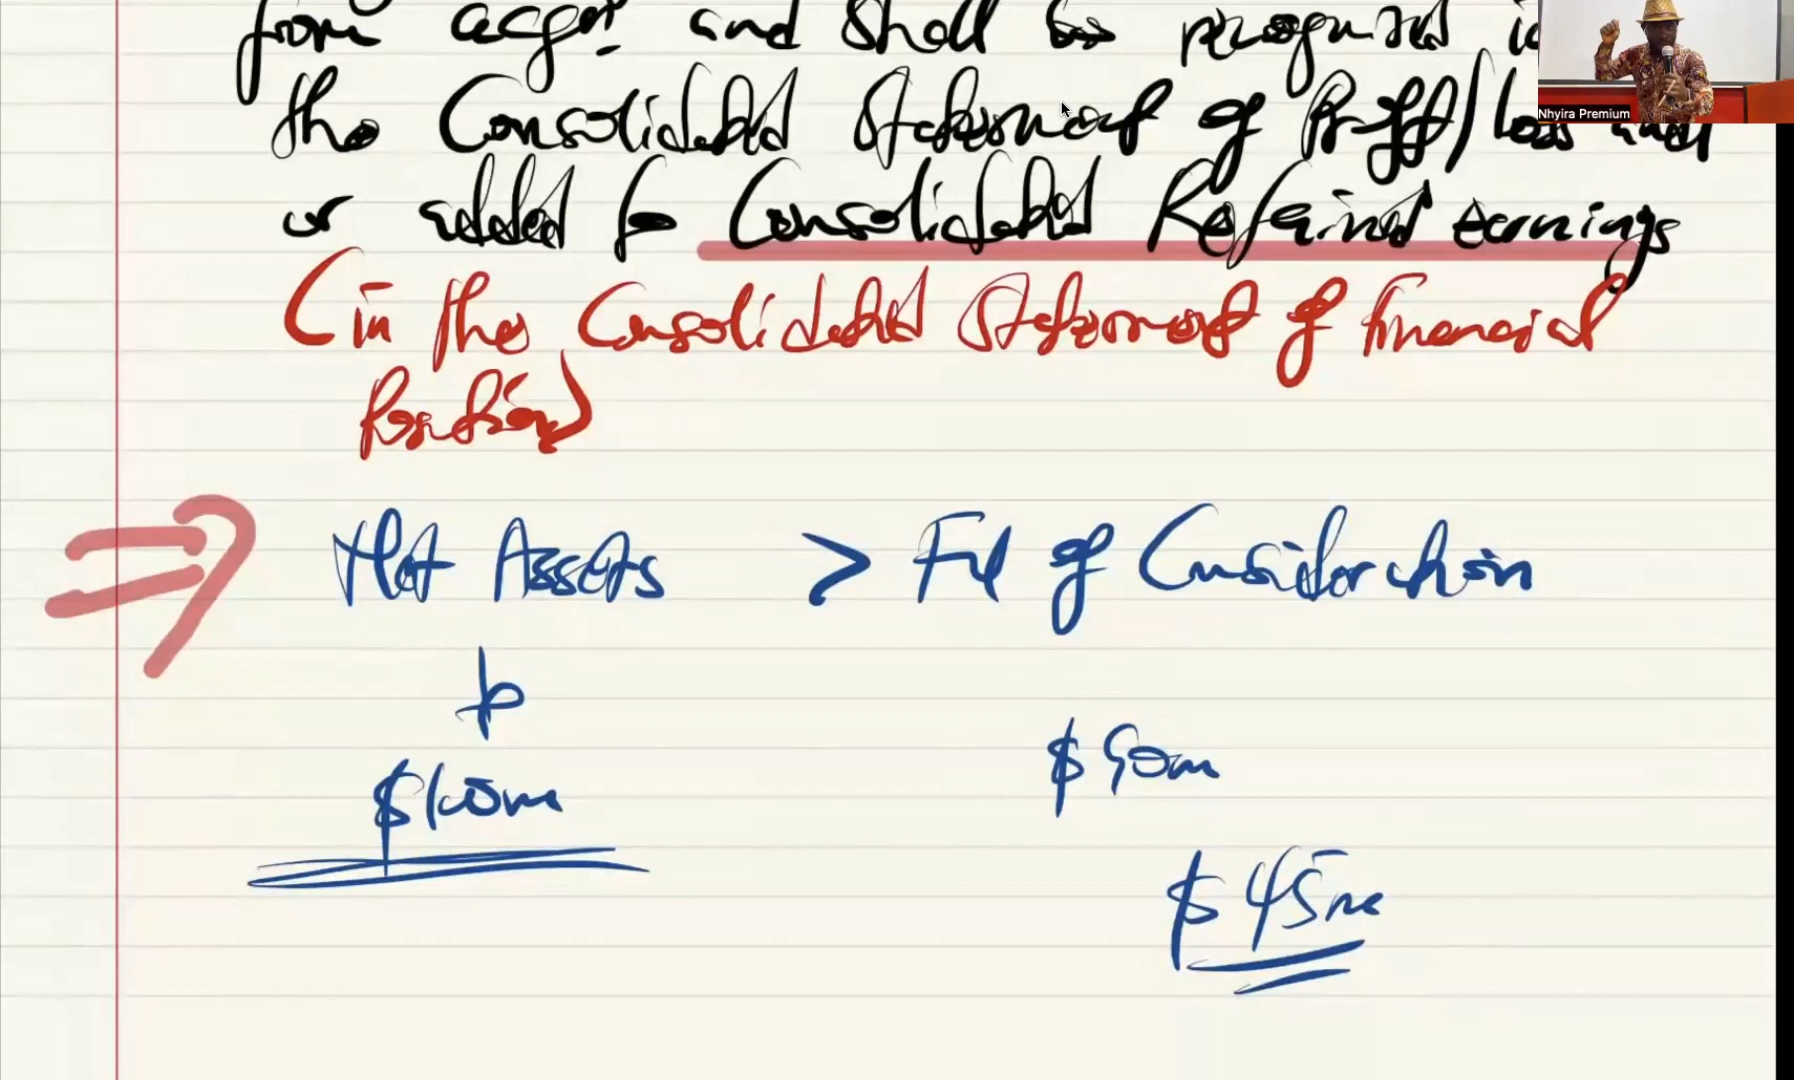 from acqn. and shall be recognised in
Nhyira Premium
the Consolidated Statement of Profit/loss and
or added to Consolidated Retained earnings
(in the Consolidated Statement of financial
Position)
Net Assets > FV of Consideration
$100m
$90m
$45m